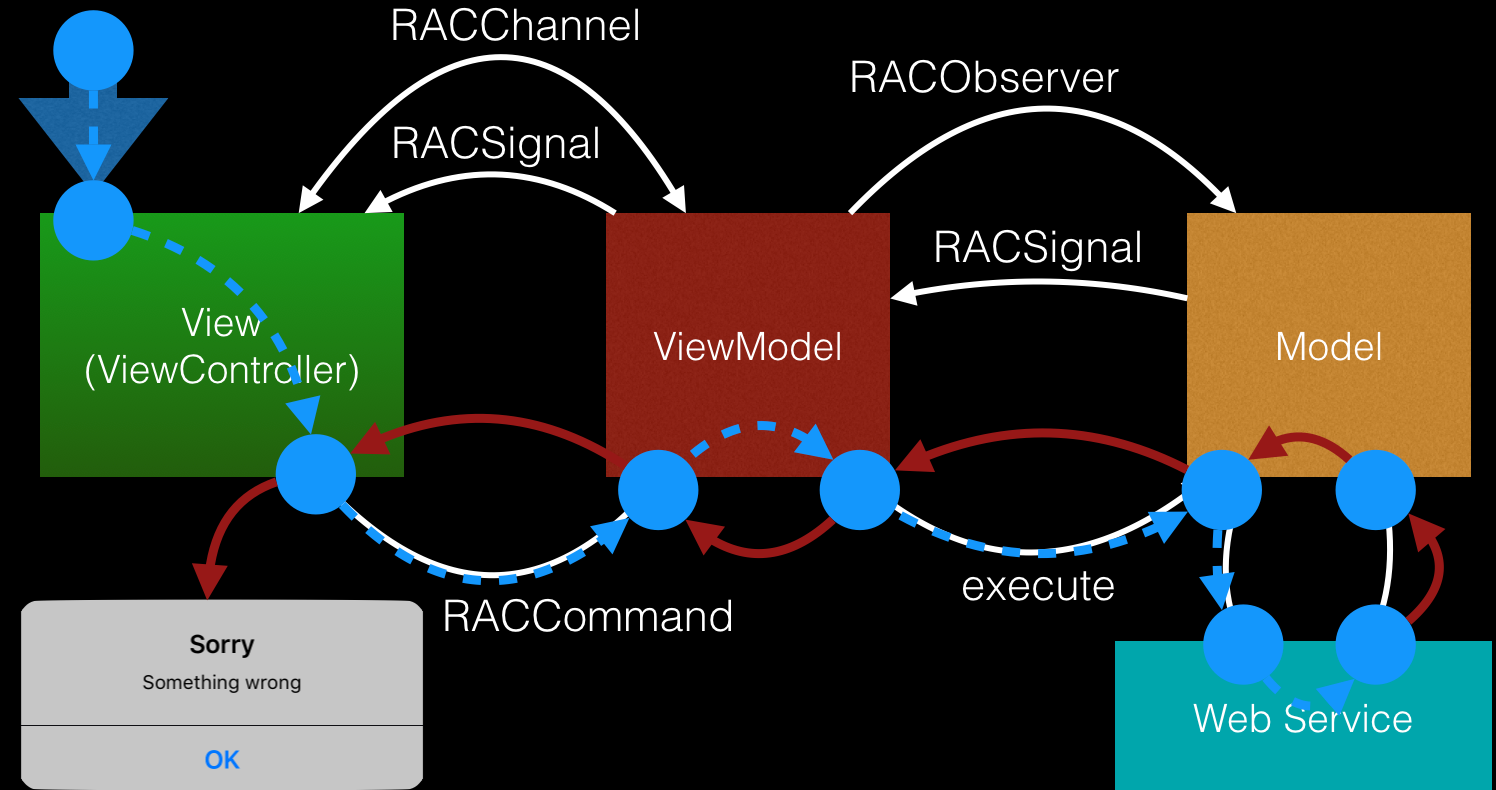 RACChannel
RACObserver
RACSignal
RACSignal
View
(ViewController)
ViewModel
Model
execute
RACCommand
Sorry
Something wrong
OK
Web Service